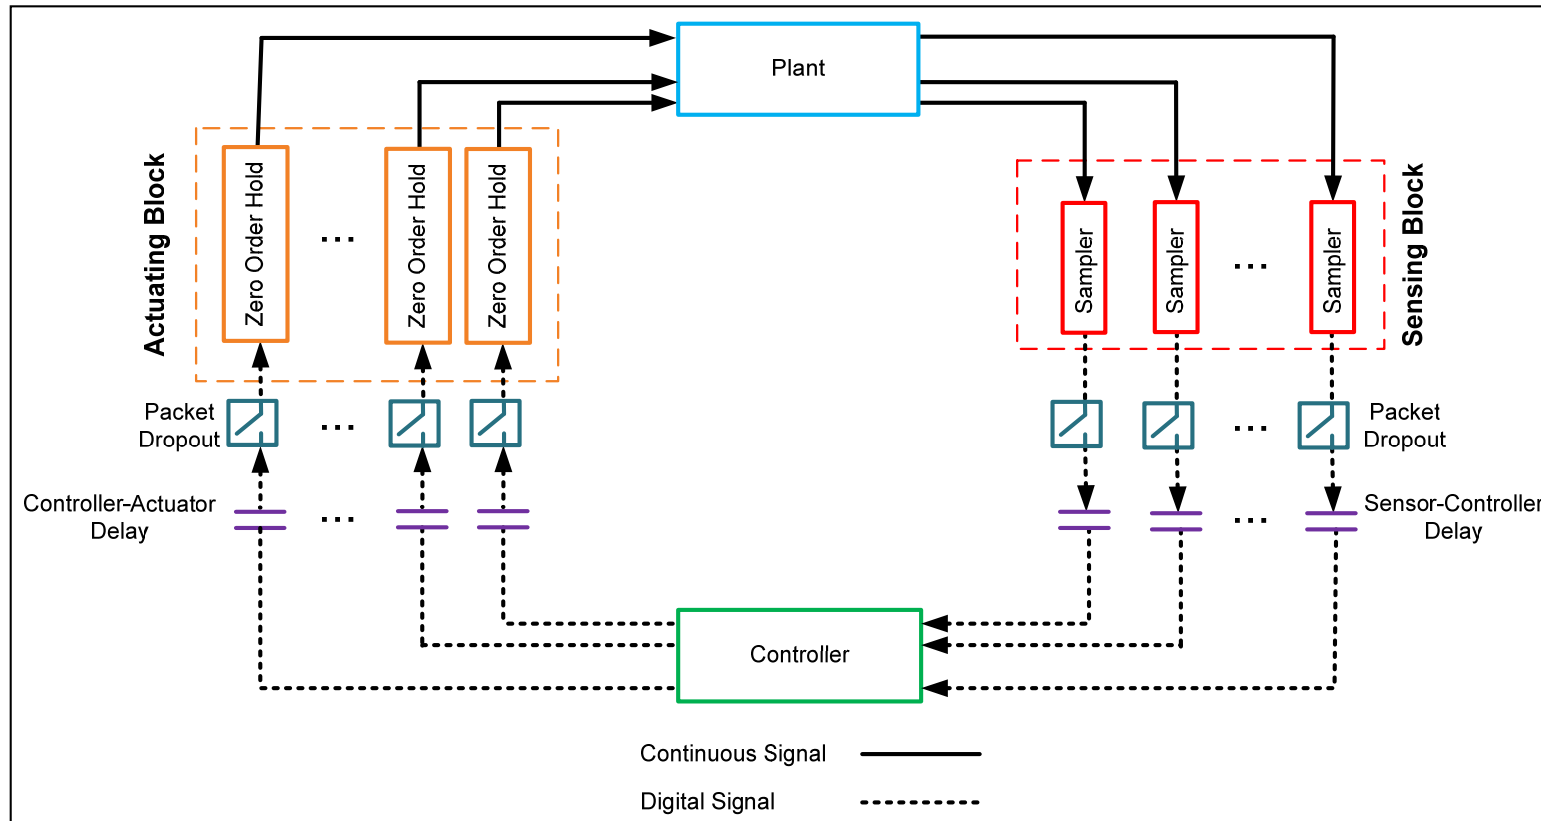 Plant
Actuating Block
Zero Order Hold
...
Zero Order Hold
Zero Order Hold
Sampler
Sampler
...
Sampler
Sensing Block
Packet
Dropout
...
...
Packet
Dropout
Controller-Actuator
Delay
...
...
Sensor-Controller
Delay
Controller
Continuous Signal
Digital Signal